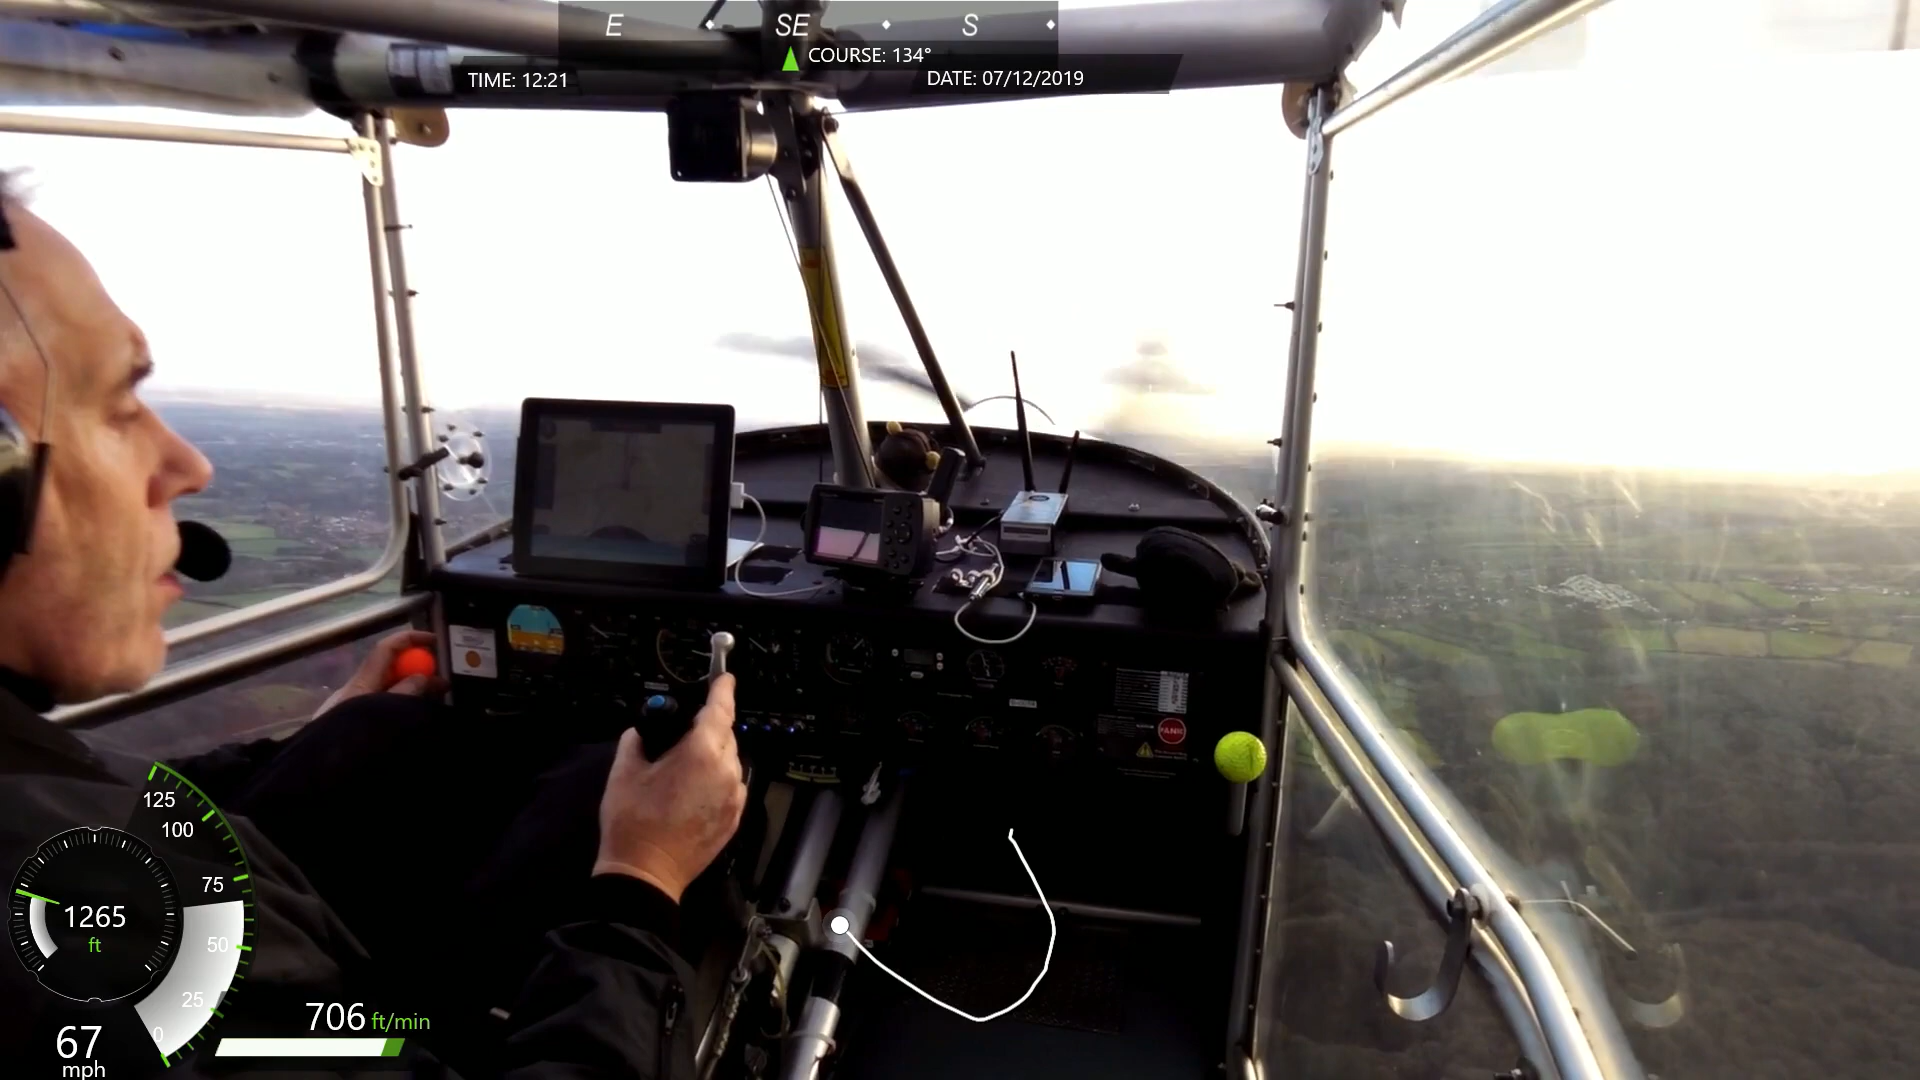 E SE S
COURSE: 134°
TIME: 12:21
DATE: 07/12/2019
PANIC
125
100
75
50
25
0
1265
ft
706 ft/min
67
mph